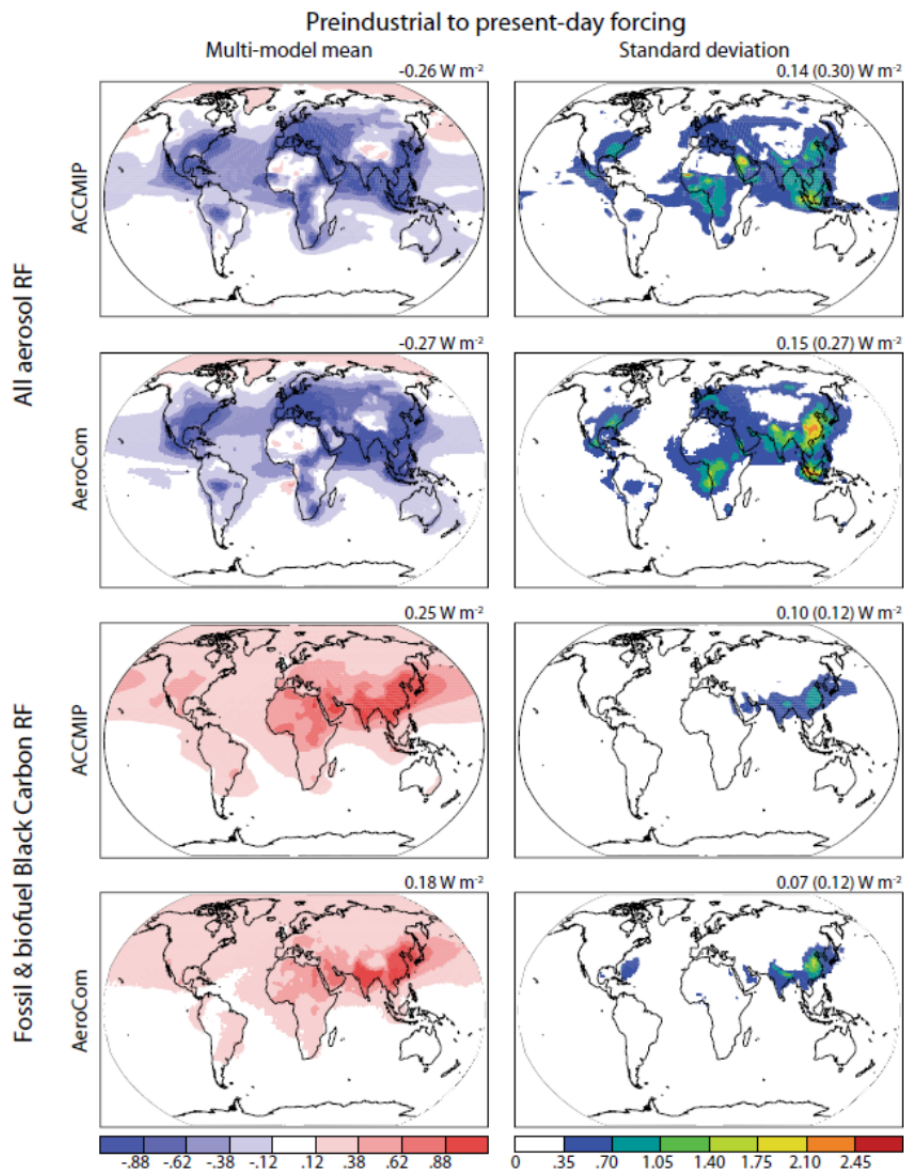 Preindustrial to present-day forcing
Multi-model mean
Standard deviation
All aerosol RF
ACCMIP
-0.26 W m⁻²
0.14 (0.30) W m⁻²
AeroCom
-0.27 W m⁻²
0.15 (0.27) W m⁻²
Fossil & biofuel Black Carbon RF
ACCMIP
0.25 W m⁻²
0.10 (0.12) W m⁻²
AeroCom
0.18 W m⁻²
0.07 (0.12) W m⁻²
-.88 -.62 -.38 -.12 .12 .38 .62 .88
0 .35 .70 1.05 1.40 1.75 2.10 2.45